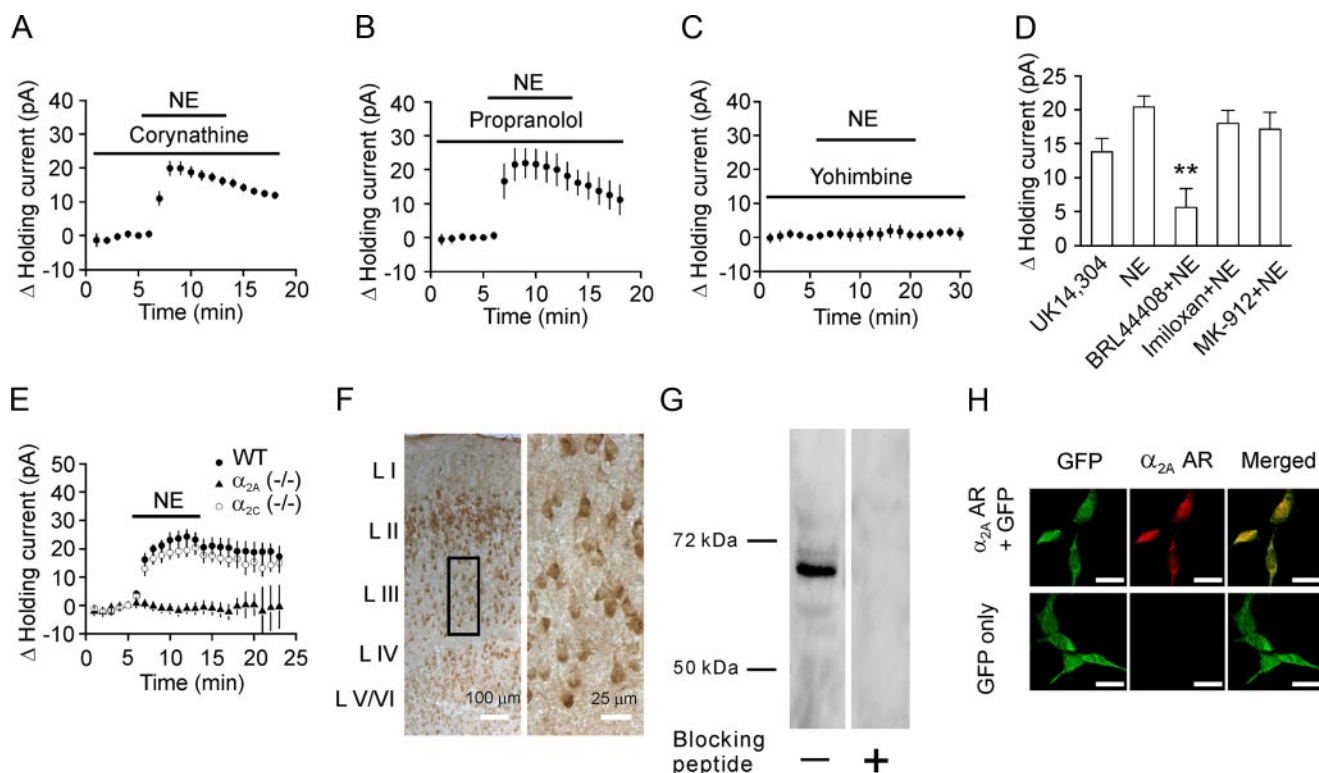 A
Δ Holding current (pA)
40
30
20
10
0
-10
NE
Corynathine
0 5 10 15 20
Time (min)
B
Δ Holding current (pA)
40
30
20
10
0
-10
NE
Propranolol
0 5 10 15 20
Time (min)
C
Δ Holding current (pA)
40
30
20
10
0
-10
NE
Yohimbine
0 5 10 15 20 25 30
Time (min)
D
Δ Holding current (pA)
25
20
15
10
5
0
**
UK14,304
NE
BRL44408+NE
Imiloxan+NE
MK-912+NE
E
Δ Holding current (pA)
50
40
30
20
10
0
-10
NE
WT
α2A (-/-)
α2C (-/-)
0 5 10 15 20 25
Time (min)
F
L I
L II
L III
L IV
L V/VI
100 μm
25 μm
G
72 kDa
50 kDa
Blocking
peptide
− +
H
GFP α2A AR Merged
α2A AR
+ GFP
GFP only